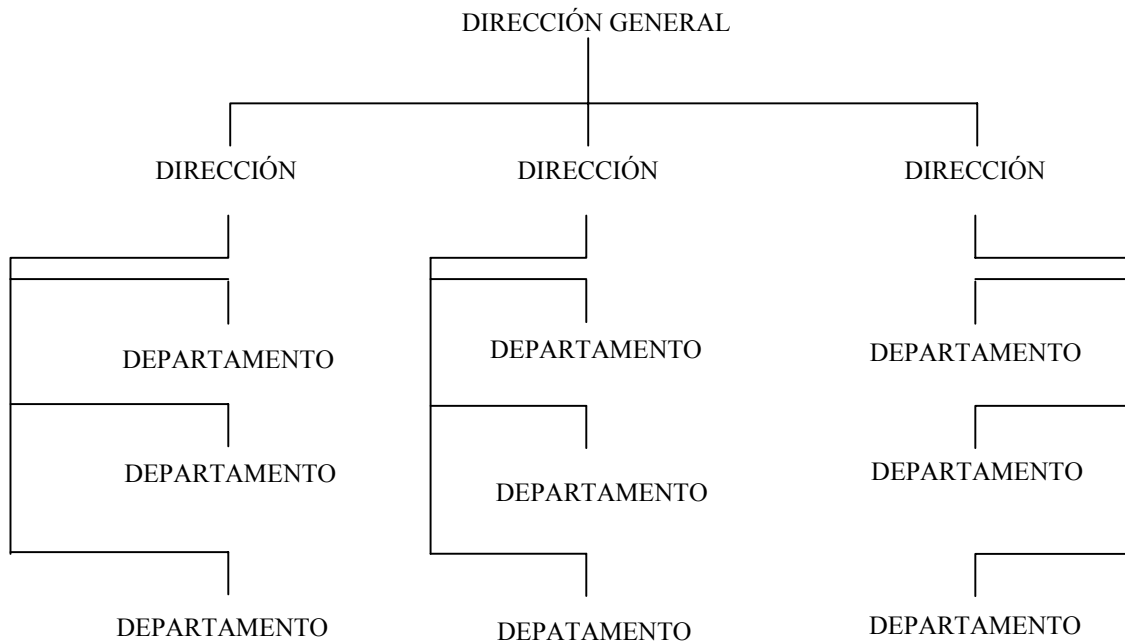 DIRECCIÓN GENERAL
DIRECCIÓN
DIRECCIÓN
DIRECCIÓN
DEPARTAMENTO
DEPARTAMENTO
DEPARTAMENTO
DEPARTAMENTO
DEPARTAMENTO
DEPARTAMENTO
DEPARTAMENTO
DEPATAMENTO
DEPARTAMENTO